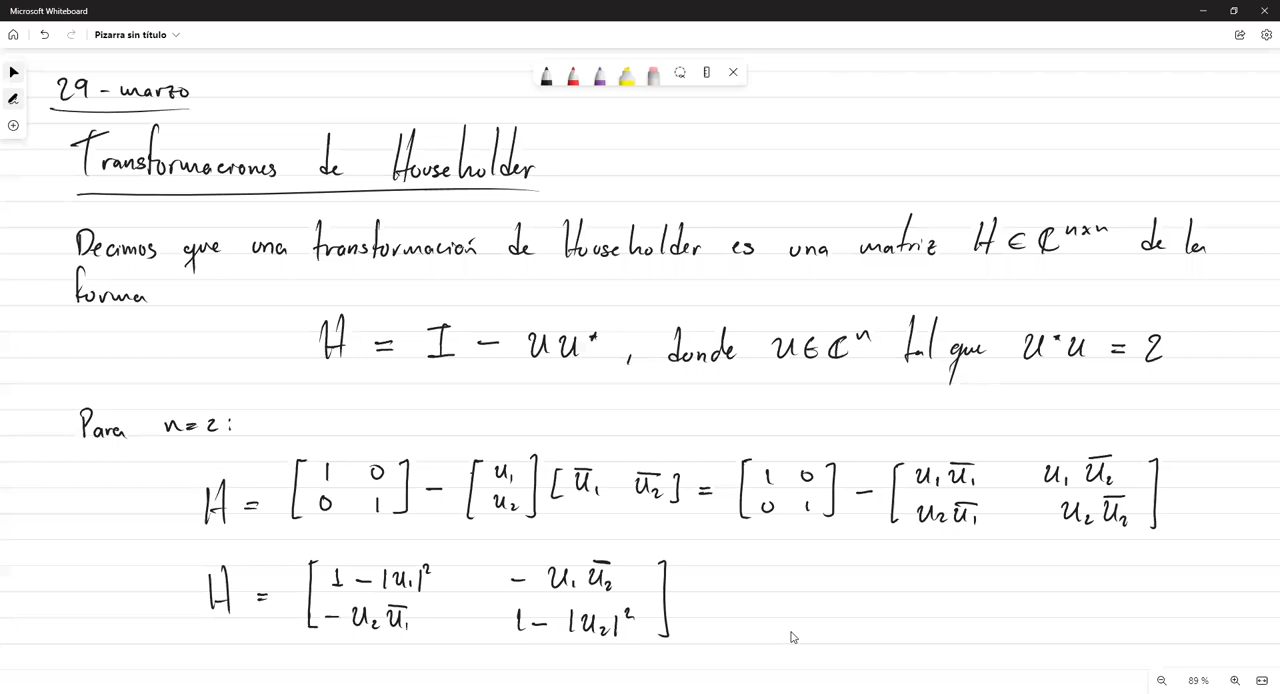 Microsoft Whiteboard
Pizarra sin título
29 - marzo
Transformaciones de Householder
Decimos que una transformación de Householder es una matriz H ∈ ℂⁿˣⁿ de la
forma
H = I - uu*, donde u ∈ ℂⁿ tal que u*u = 2
Para n = 2:
H = [1 0; 0 1] - [u₁; u₂] [ū₁ ū₂] = [1 0; 0 1] - [u₁ū₁ u₁ū₂; u₂ū₁ u₂ū₂]
H = [1 - |u₁|² - u₁ū₂; - u₂ū₁ 1 - |u₂|²]
89 %